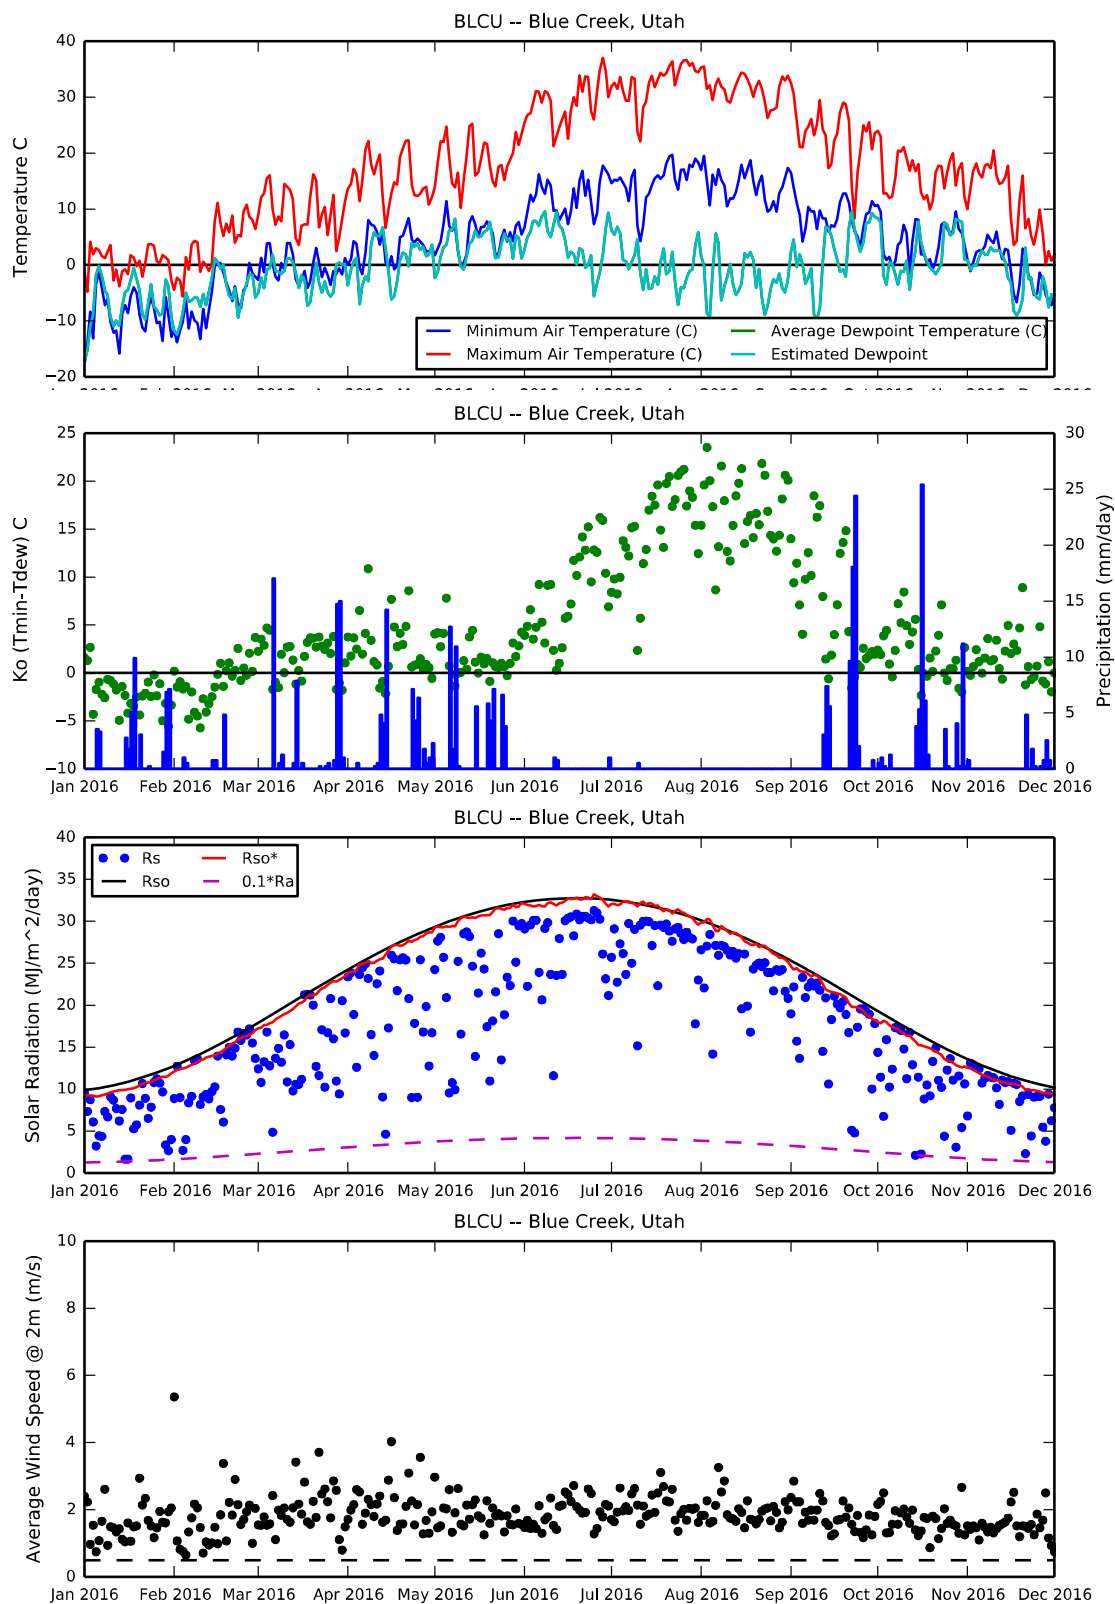 BLCU -- Blue Creek, Utah
Temperature C
40
30
20
10
0
−10
−20
Minimum Air Temperature (C)
Maximum Air Temperature (C)
Average Dewpoint Temperature (C)
Estimated Dewpoint
BLCU -- Blue Creek, Utah
Ko (Tmin-Tdew) C
25
20
15
10
5
0
−5
−10
Precipitation (mm/day)
30
25
20
15
10
5
0
Jan 2016 Feb 2016 Mar 2016 Apr 2016 May 2016 Jun 2016 Jul 2016 Aug 2016 Sep 2016 Oct 2016 Nov 2016 Dec 2016
BLCU -- Blue Creek, Utah
Solar Radiation (MJ/m^2/day)
40
35
30
25
20
15
10
5
0
Rs
Rso
Rso*
0.1*Ra
Jan 2016 Feb 2016 Mar 2016 Apr 2016 May 2016 Jun 2016 Jul 2016 Aug 2016 Sep 2016 Oct 2016 Nov 2016 Dec 2016
BLCU -- Blue Creek, Utah
Average Wind Speed @ 2m (m/s)
10
8
6
4
2
0
Jan 2016 Feb 2016 Mar 2016 Apr 2016 May 2016 Jun 2016 Jul 2016 Aug 2016 Sep 2016 Oct 2016 Nov 2016 Dec 2016